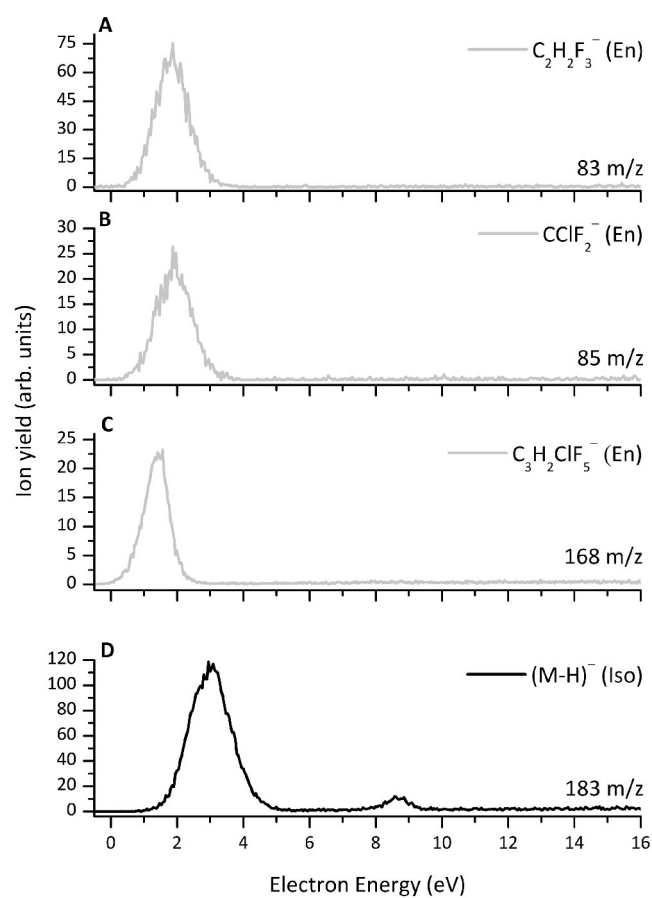 A
75
60
45
30
15
0
C₂H₂F₃⁻ (En)
83 m/z
B
30
25
20
15
10
5
0
CClF₂⁻ (En)
85 m/z
C
25
20
15
10
5
0
C₃H₂ClF₅⁻ (En)
168 m/z
D
120
100
80
60
40
20
0
(M-H)⁻ (Iso)
183 m/z
0 2 4 6 8 10 12 14 16
Ion yield (arb. units)
Electron Energy (eV)